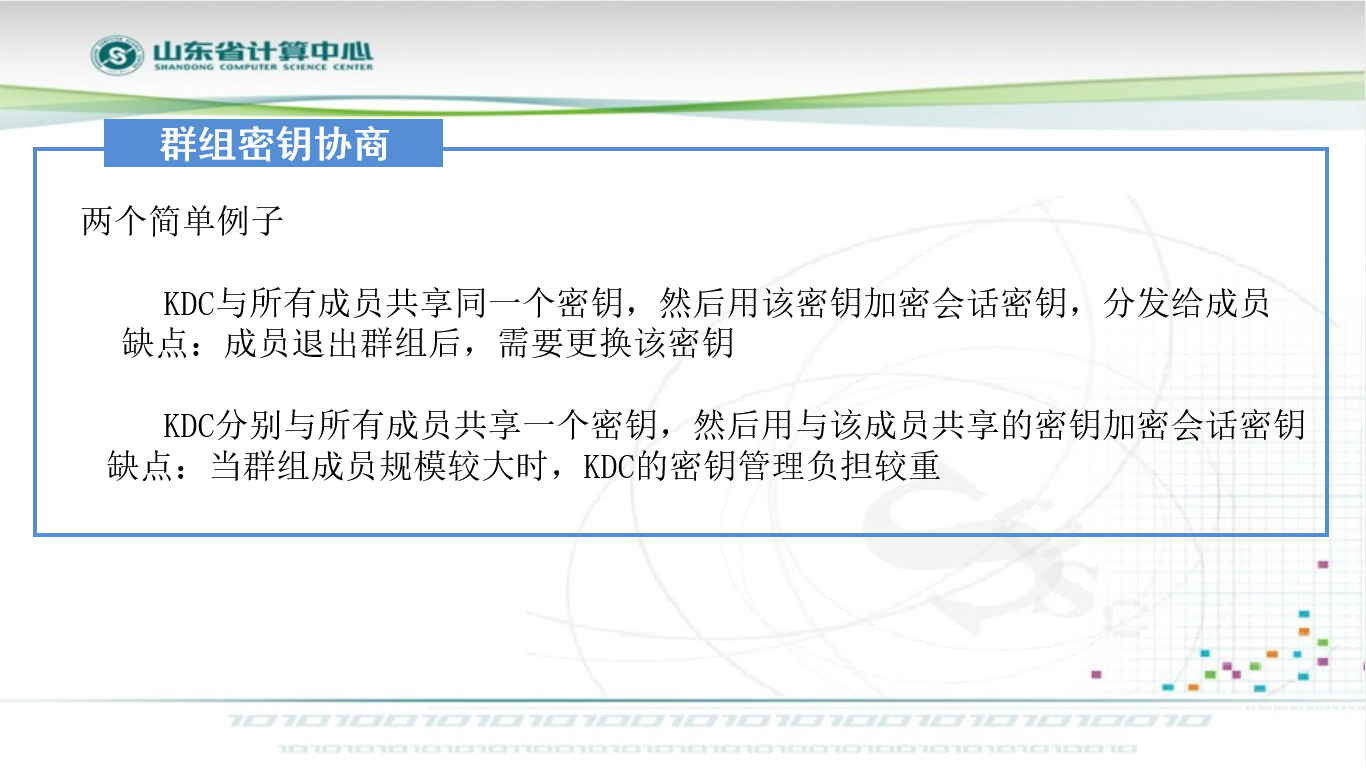 山东省计算中心
SHANDONG COMPUTER SCIENCE CENTER
群组密钥协商
两个简单例子
KDC与所有成员共享同一个密钥，然后用该密钥加密会话密钥，分发给成员
缺点：成员退出群组后，需要更换该密钥
KDC分别与所有成员共享一个密钥，然后用与该成员共享的密钥加密会话密钥
缺点：当群组成员规模较大时，KDC的密钥管理负担较重